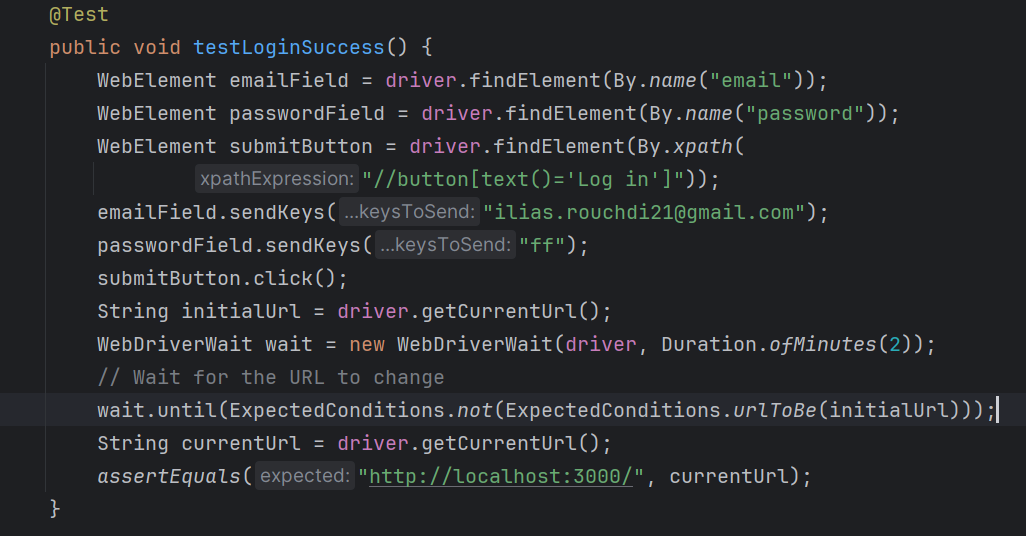 @Test
public void testLoginSuccess() {
WebElement emailField = driver.findElement(By.name("email"));
WebElement passwordField = driver.findElement(By.name("password"));
WebElement submitButton = driver.findElement(By.xpath(
xpathExpression: "//button[text()='Log in']"));
emailField.sendKeys( ...keysToSend: "ilias.rouchdi21@gmail.com");
passwordField.sendKeys( ...keysToSend: "ff");
submitButton.click();
String initialUrl = driver.getCurrentUrl();
WebDriverWait wait = new WebDriverWait(driver, Duration.ofMinutes(2));
// Wait for the URL to change
wait.until(ExpectedConditions.not(ExpectedConditions.urlToBe(initialUrl)));
String currentUrl = driver.getCurrentUrl();
assertEquals( expected: "http://localhost:3000/", currentUrl);
}